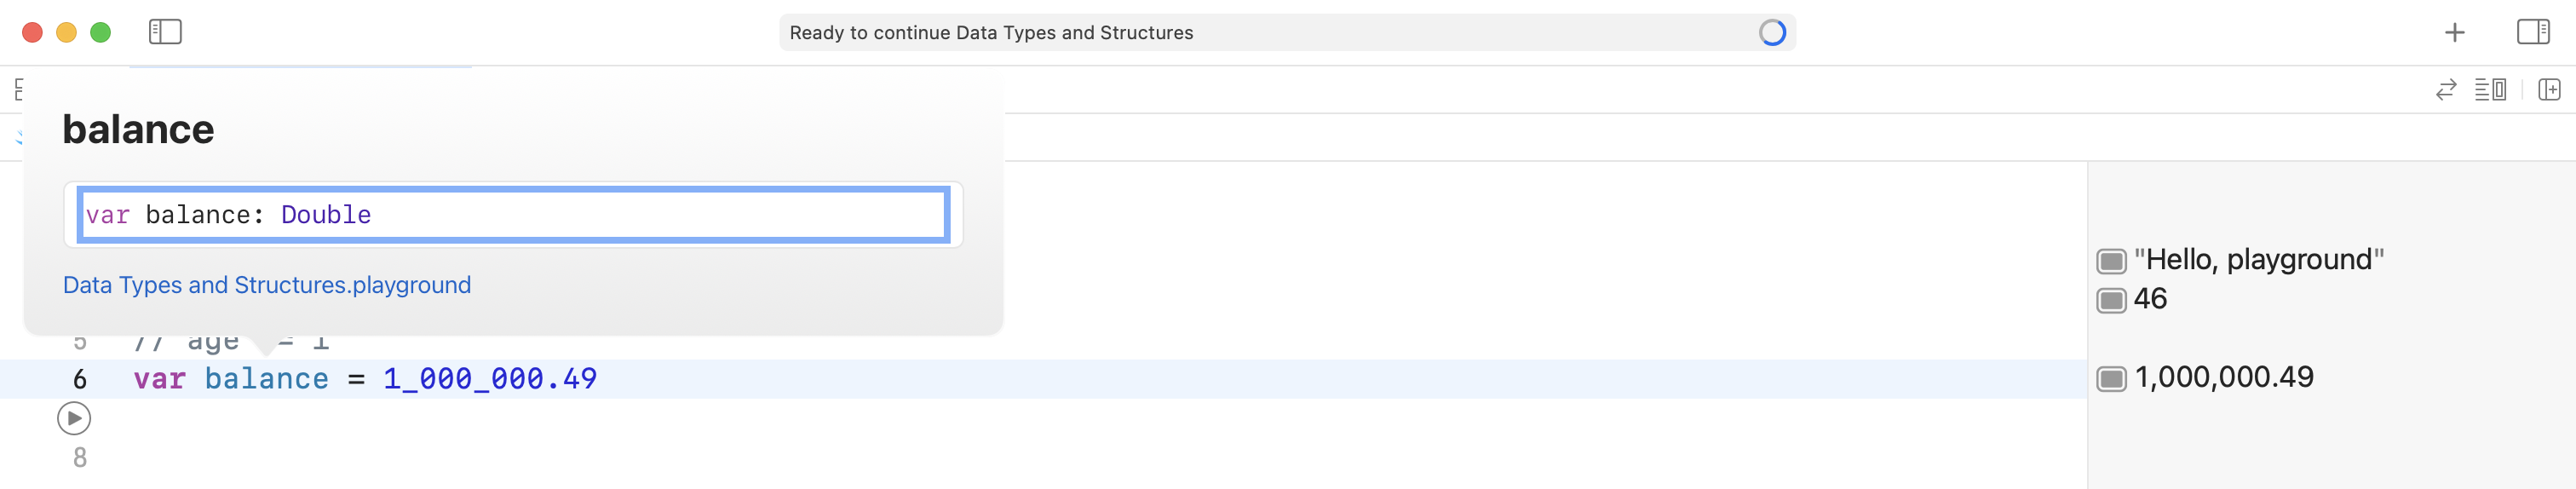 Ready to continue Data Types and Structures
balance
var balance: Double
Data Types and Structures.playground
"Hello, playground"
46
5 // age = 1
6 var balance = 1_000_000.49
1,000,000.49
8